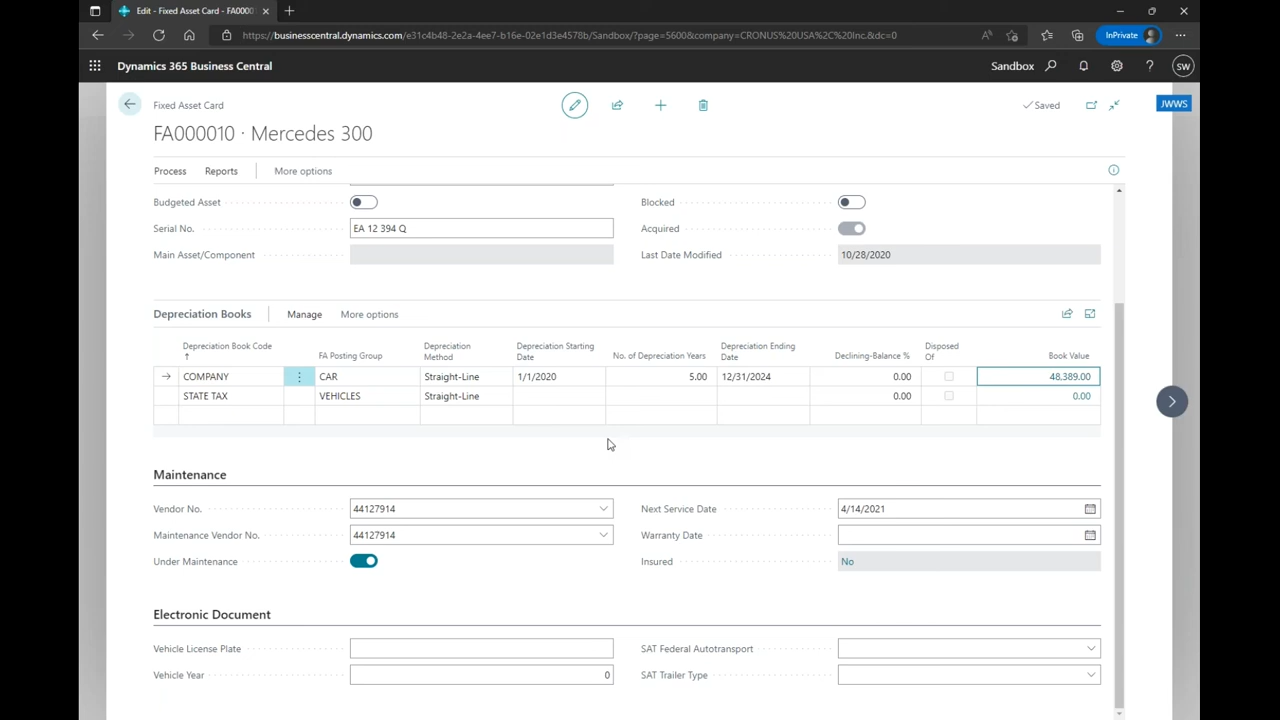 Edit - Fixed Asset Card - FA0000
https://businesscentral.dynamics.com/e31c4b48-2e2a-4ee7-b16e-02e1d3e4578b/Sandbox/?page=5600&company=CRONUS%20USA%2C%20Inc.&dc=0
InPrivate
Dynamics 365 Business Central
Sandbox
SW
Fixed Asset Card
Saved
JWWS
FA000010 · Mercedes 300
Process Reports More options
Budgeted Asset
Blocked
Serial No. EA 12 394 Q
Acquired
Main Asset/Component
Last Date Modified 10/28/2020
Depreciation Books Manage More options
Depreciation Book Code FA Posting Group Depreciation Method Depreciation Starting Date No. of Depreciation Years Depreciation Ending Date Declining-Balance % Disposed Of Book Value
COMPANY CAR Straight-Line 1/1/2020 5.00 12/31/2024 0.00 48,389.00
STATE TAX VEHICLES Straight-Line 0.00 0.00
Maintenance
Vendor No. 44127914
Next Service Date 4/14/2021
Maintenance Vendor No. 44127914
Warranty Date
Under Maintenance
Insured No
Electronic Document
Vehicle License Plate
SAT Federal Autotransport
Vehicle Year 0
SAT Trailer Type